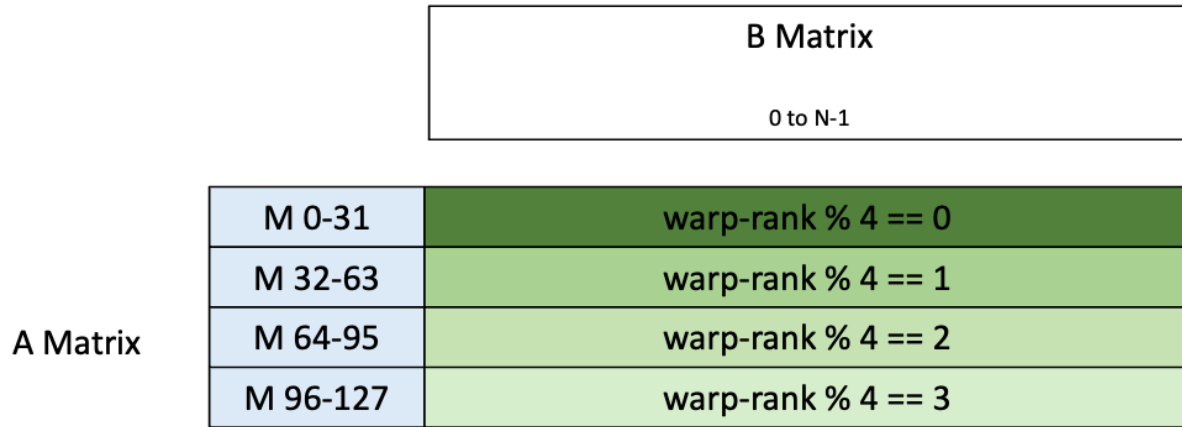 B Matrix
0 to N-1
M 0-31 warp-rank % 4 == 0
M 32-63 warp-rank % 4 == 1
A Matrix
M 64-95 warp-rank % 4 == 2
M 96-127 warp-rank % 4 == 3